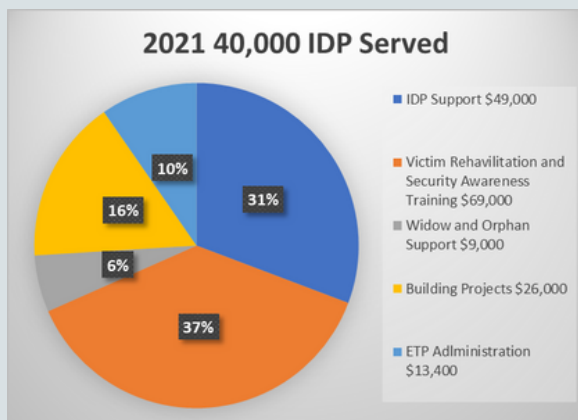 2021 40,000 IDP Served
31%
37%
6%
16%
10%
IDP Support $49,000
Victim Rehavilitation and
Security Awareness
Training $69,000
Widow and Orphan
Support $9,000
Building Projects $26,000
ETP Adlministration
$13,400